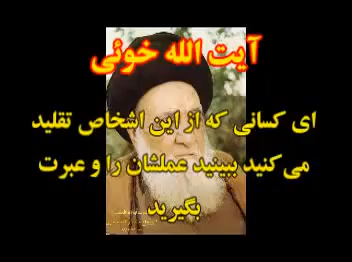 آیت الله خوئی
ای کسانی که از این اشخاص تقلید
می‌کنید ببینید عملشان را و عبرت
بگیرید